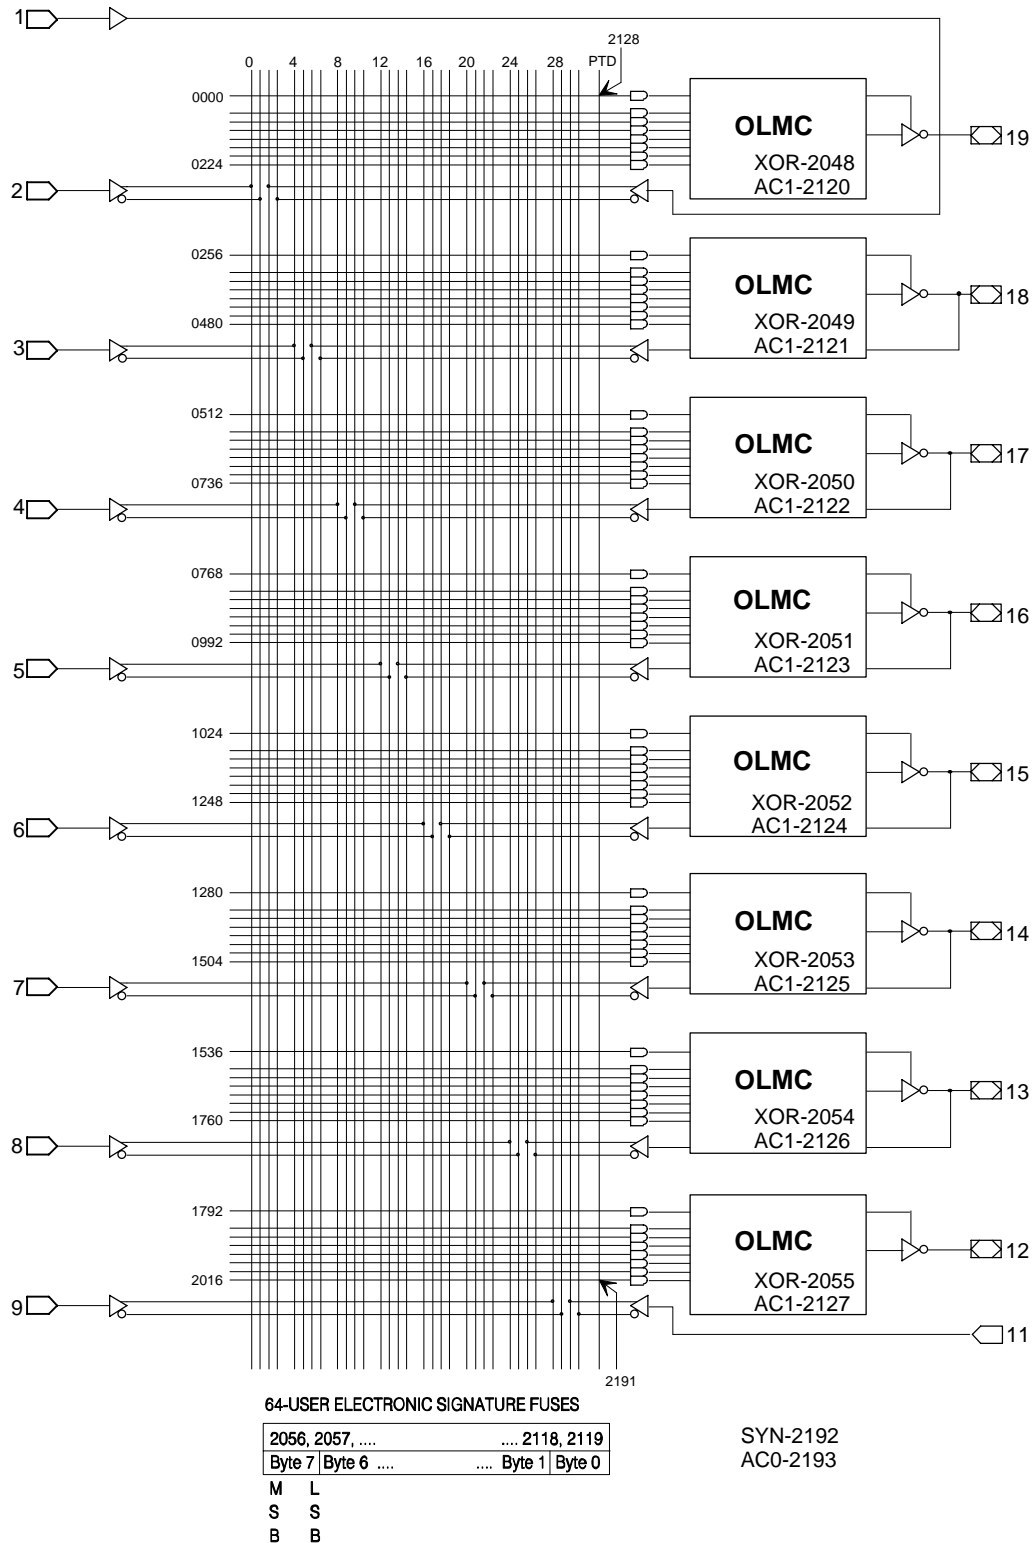 1
2128
0 4 8 12 16 20 24 28 PTD
0000
OLMC
19
XOR-2048
0224
AC1-2120
2
0256
OLMC
18
XOR-2049
0480
AC1-2121
3
0512
OLMC
17
XOR-2050
0736
AC1-2122
4
0768
OLMC
16
XOR-2051
0992
AC1-2123
5
1024
OLMC
15
XOR-2052
1248
AC1-2124
6
1280
OLMC
14
XOR-2053
1504
AC1-2125
7
1536
OLMC
13
XOR-2054
1760
AC1-2126
8
1792
OLMC
12
XOR-2055
2016
AC1-2127
9
11
2191
64-USER ELECTRONIC SIGNATURE FUSES
2056, 2057, .... .... 2118, 2119
Byte 7 Byte 6 .... .... Byte 1 Byte 0
M L
S S
B B
SYN-2192
AC0-2193